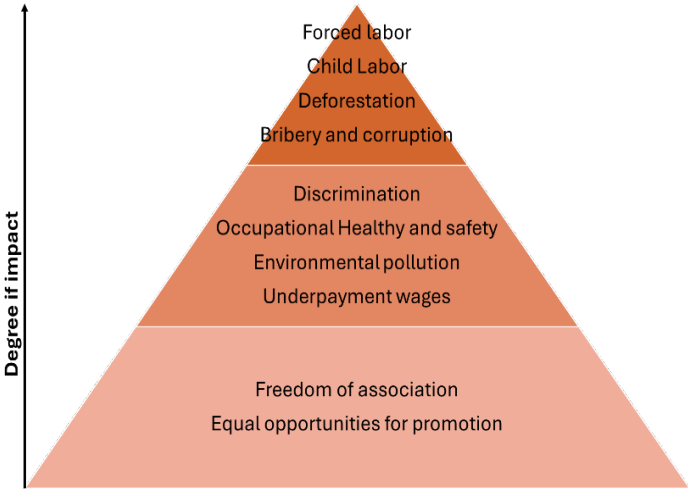 Forced labor
Child Labor
Deforestation
Bribery and corruption
Discrimination
Occupational Healthy and safety
Environmental pollution
Underpayment wages
Freedom of association
Equal opportunities for promotion
Degree if impact